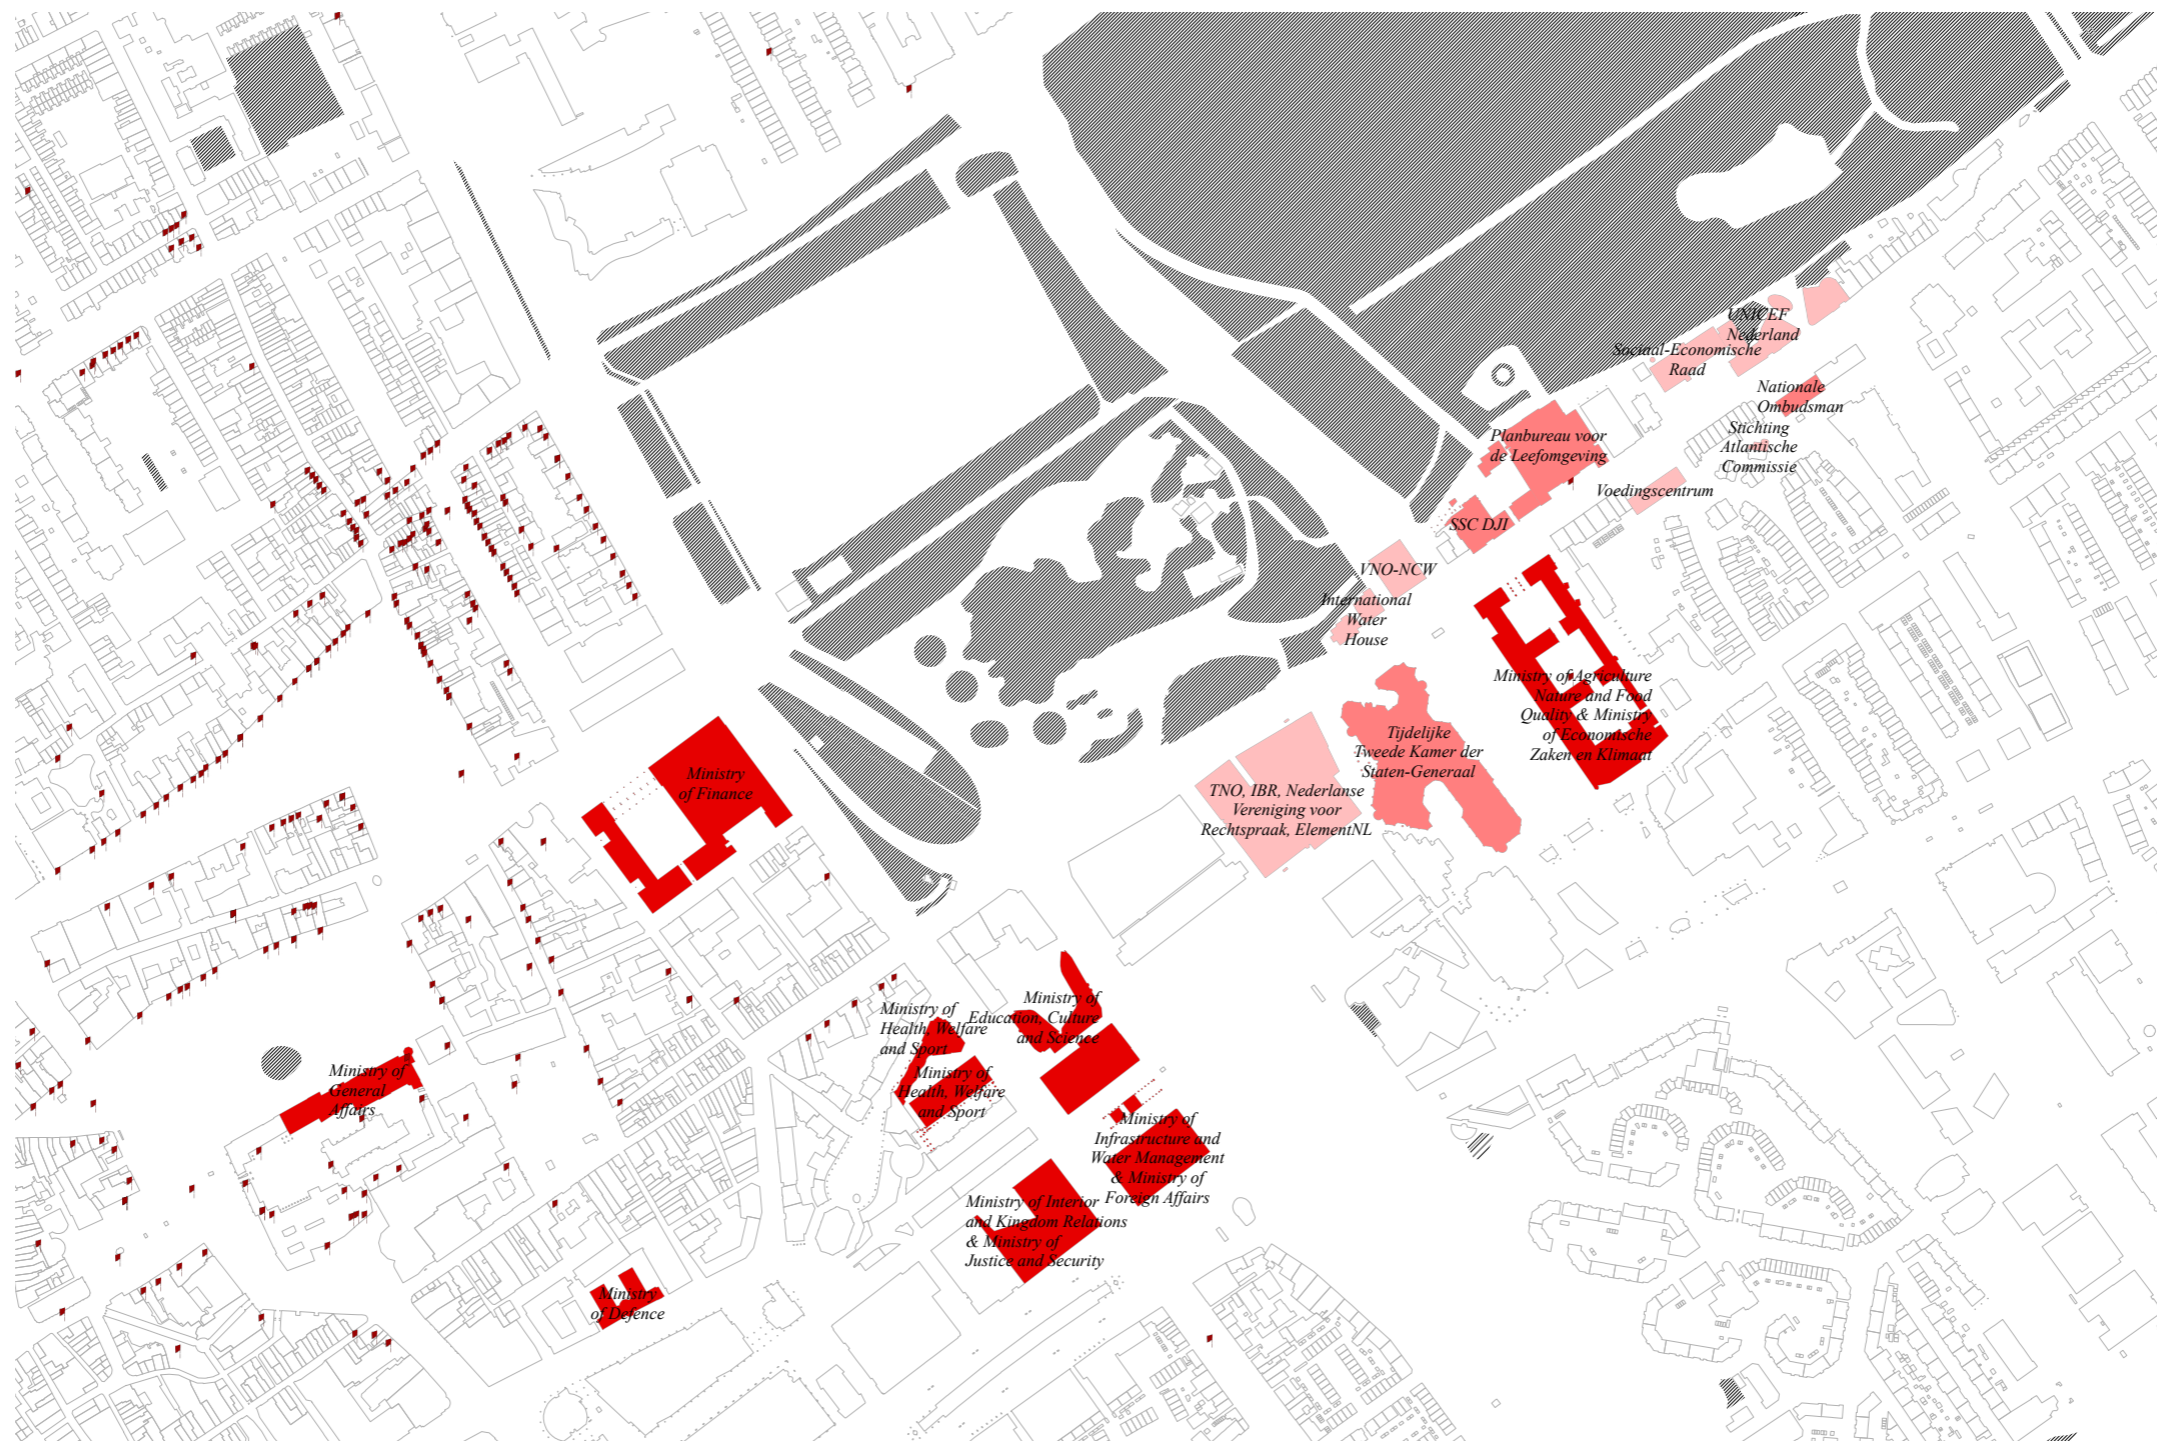 UNICEF
Nederland
Sociaal-Economische
Raad
Nationale
Ombudsman
Stichting
Atlantische
Commissie
Planbureau voor
de Leefomgeving
Voedingscentrum
SSC DJI
VNO-NCW
International
Water
House
Ministry of Agriculture
Nature and Food
Quality & Ministry
of Economische
Zaken en Klimaat
Tijdelijke
Tweede Kamer der
Staten-Generaal
TNO, IBR, Nederlanse
Vereniging voor
Rechtspraak, ElementNL
Ministry
of Finance
Ministry of
Education, Culture
and Science
Ministry of
Health, Welfare
and Sport
Ministry of
Health, Welfare
and Sport
Ministry of
General
Affairs
Ministry of
Infrastructure and
Water Management
& Ministry of
Foreign Affairs
Ministry of Interior
and Kingdom Relations
& Ministry of
Justice and Security
Ministry
of Defence